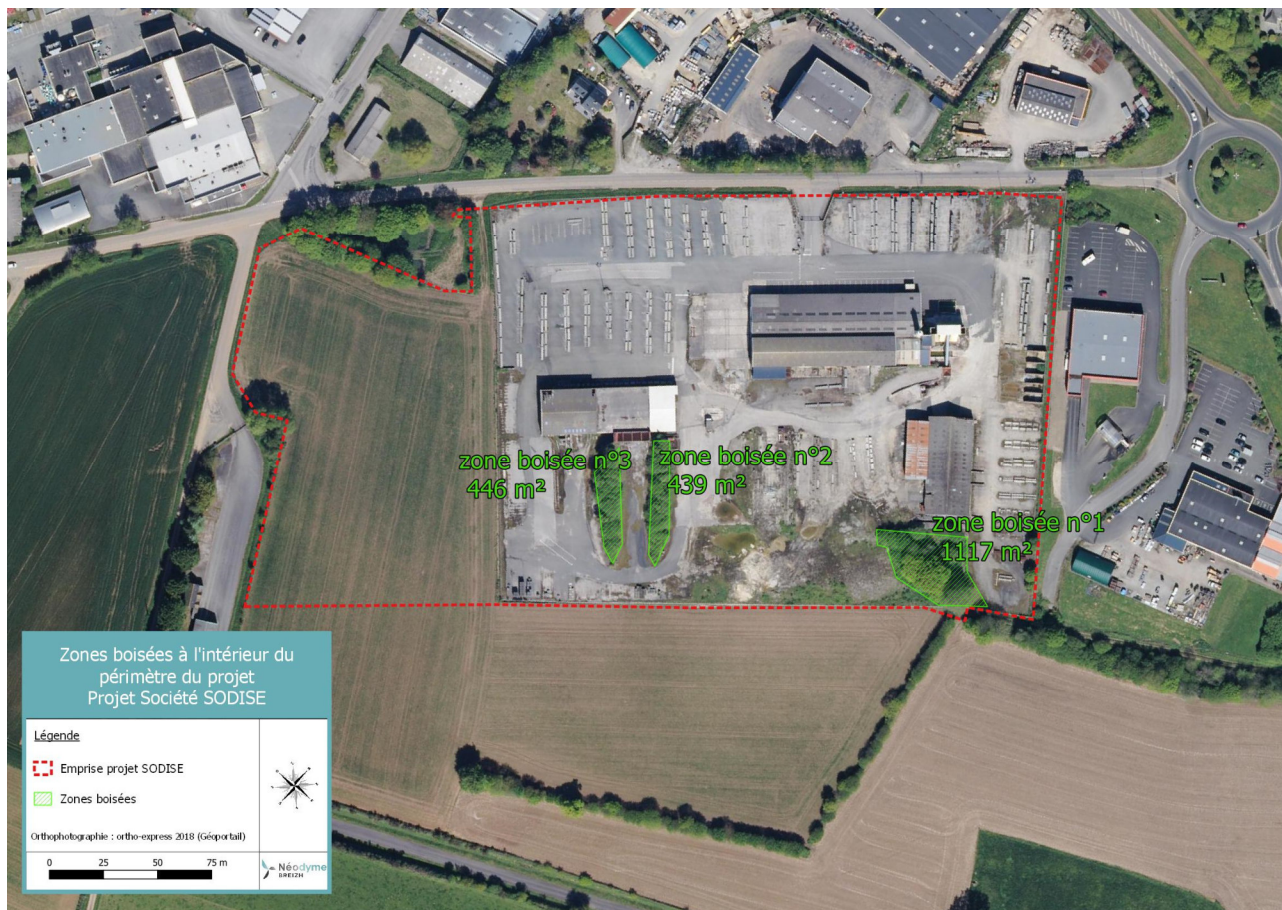 zone boisée n°3
446 m²
zone boisée n°2
439 m²
zone boisée n°1
1117 m²
Zones boisées à l'intérieur du
périmètre du projet
Projet Société SODISE
Légende
Emprise projet SODISE
Zones boisées
Orthophotographie : ortho-express 2018 (Géoportail)
0 25 50 75 m
Néodyme
BREIZH